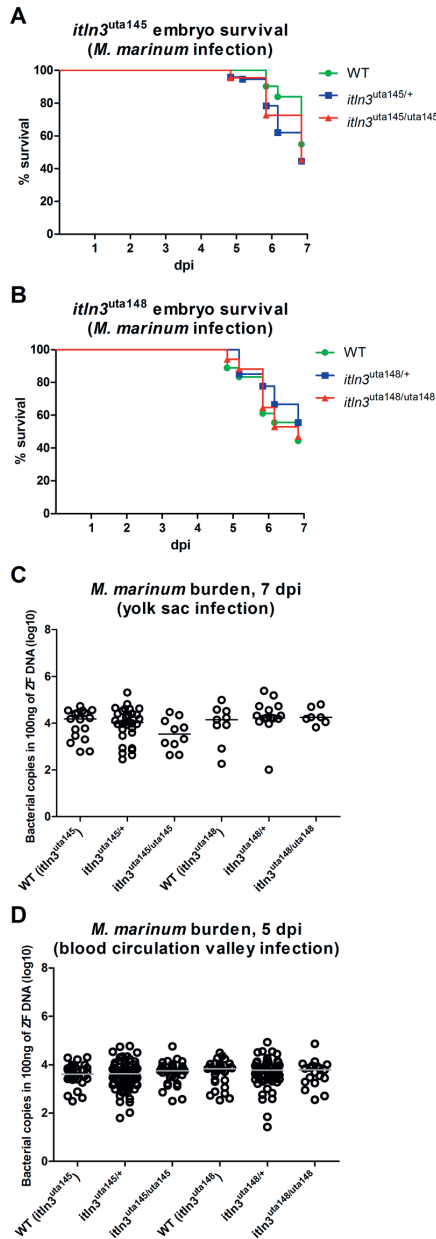 A
itln3uta145 embryo survival
(M. marinum infection)
% survival
100
80
60
40
20
0
1 2 3 4 5 6 7
dpi
WT
itln3uta145/+
itln3uta145/uta145
B
itln3uta148 embryo survival
(M. marinum infection)
% survival
100
80
60
40
20
0
1 2 3 4 5 6 7
dpi
WT
itln3uta148/+
itln3uta148/uta148
C
M. marinum burden, 7 dpi
(yolk sac infection)
Bacterial copies in 100ng of ZF DNA (log10)
8
6
4
2
0
WT (itln3uta145)
itln3uta145/+
itln3uta145/uta145
WT (itln3uta148)
itln3uta148/+
itln3uta148/uta148
D
M. marinum burden, 5 dpi
(blood circulation valley infection)
Bacterial copies in 100ng of ZF DNA (log10)
8
6
4
2
0
WT (itln3uta145)
itln3uta145/+
itln3uta145/uta145
WT (itln3uta148)
itln3uta148/+
itln3uta148/uta148